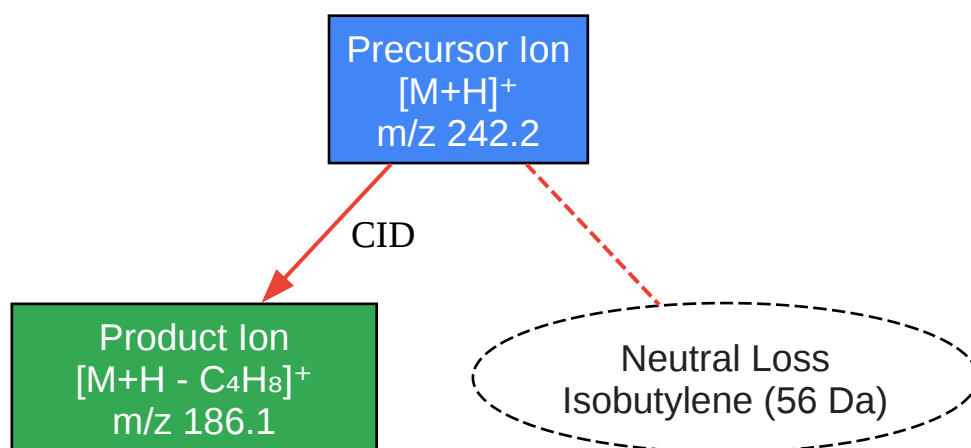 Precursor Ion
[M+H]⁺
m/z 242.2
CID
Product Ion
[M+H - C₄H₈]⁺
m/z 186.1
Neutral Loss
Isobutylene (56 Da)